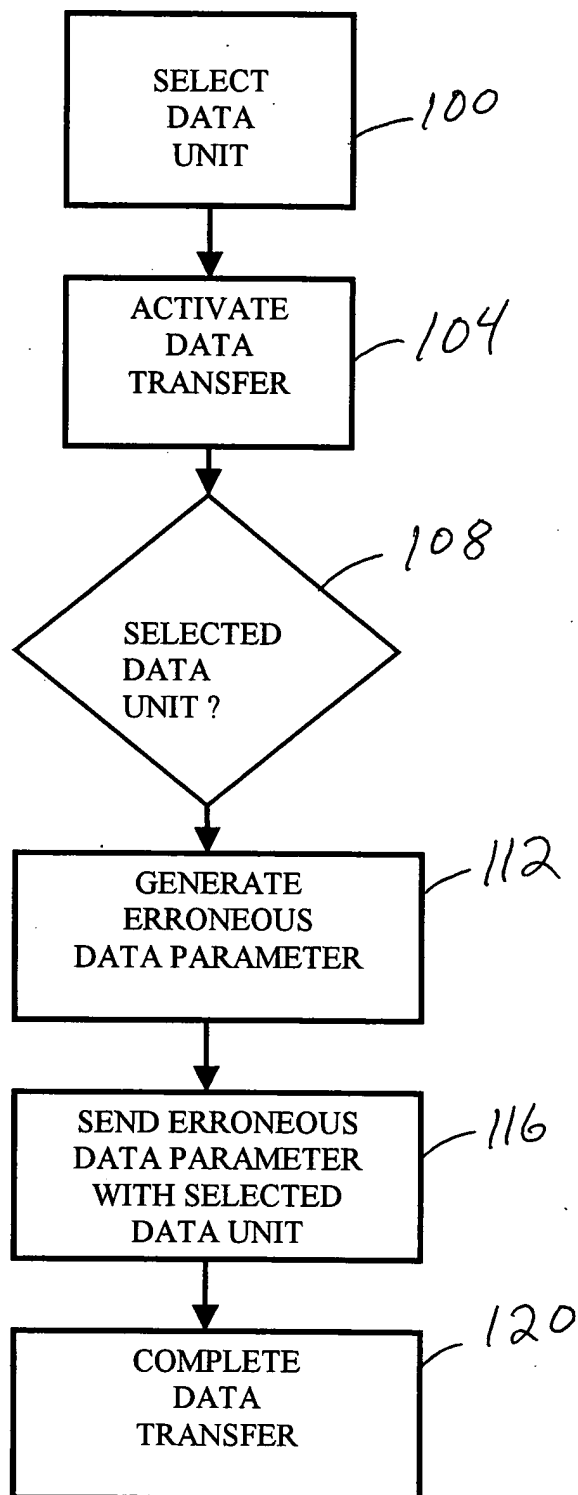 SELECT
DATA
UNIT
100
ACTIVATE
DATA
TRANSFER
104
108
SELECTED
DATA
UNIT ?
112
GENERATE
ERRONEOUS
DATA PARAMETER
SEND ERRONEOUS
DATA PARAMETER
WITH SELECTED
DATA UNIT
116
120
COMPLETE
DATA
TRANSFER